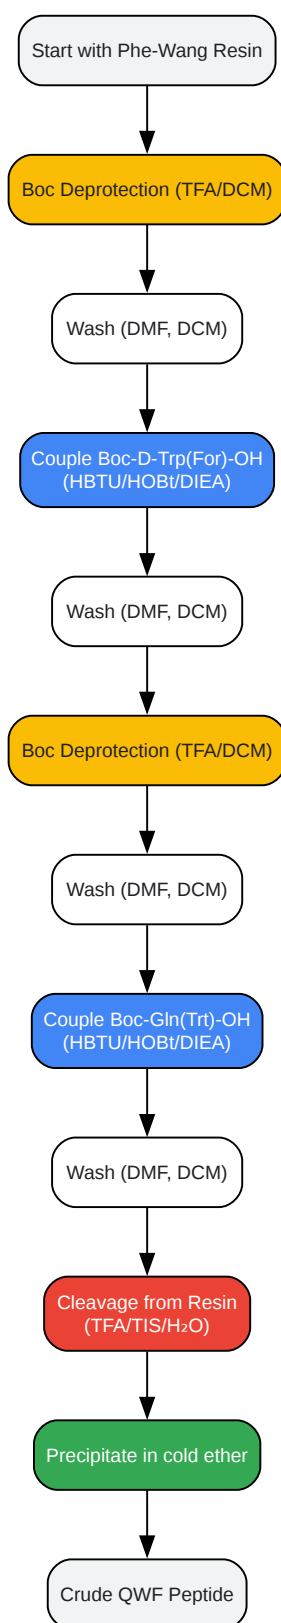 Start with Phe-Wang Resin
Boc Deprotection (TFA/DCM)
Wash (DMF, DCM)
Couple Boc-D-Trp(For)-OH
(HBTU/HOBt/DIEA)
Wash (DMF, DCM)
Boc Deprotection (TFA/DCM)
Wash (DMF, DCM)
Couple Boc-Gln(Trt)-OH
(HBTU/HOBt/DIEA)
Wash (DMF, DCM)
Cleavage from Resin
(TFA/TIS/H₂O)
Precipitate in cold ether
Crude QWF Peptide